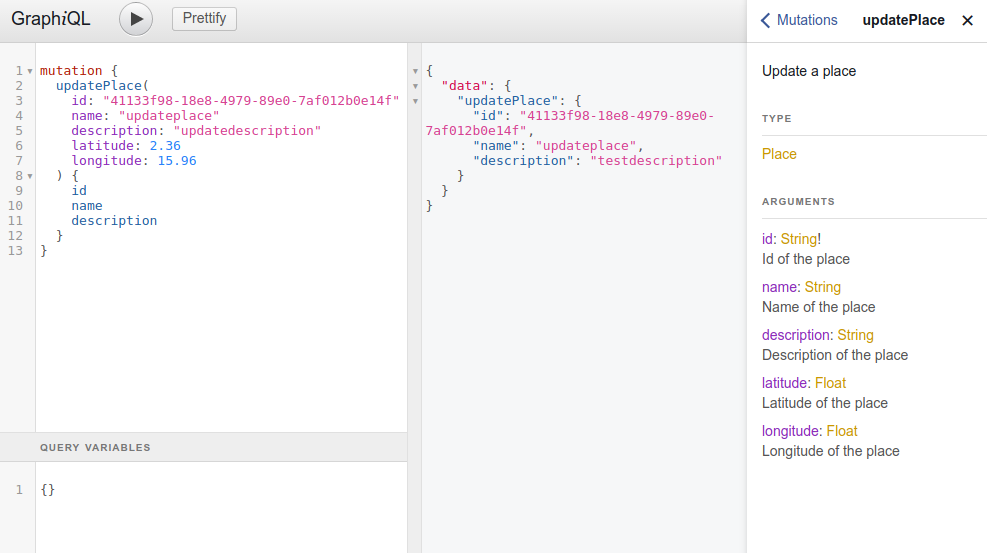 GraphiQL
Prettify
1 mutation {
2 updatePlace(
3 id: "41133f98-18e8-4979-89e0-7af012b0e14f"
4 name: "updateplace"
5 description: "updatedescription"
6 latitude: 2.36
7 longitude: 15.96
8 ) {
9 id
10 name
11 description
12 }
13 }
QUERY VARIABLES
1 {}
{
"data": {
"updatePlace": {
"id": "41133f98-18e8-4979-89e0-
7af012b0e14f",
"name": "updateplace",
"description": "testdescription"
}
}
}
Mutations updatePlace ✕
Update a place
TYPE
Place
ARGUMENTS
id: String!
Id of the place
name: String
Name of the place
description: String
Description of the place
latitude: Float
Latitude of the place
longitude: Float
Longitude of the place